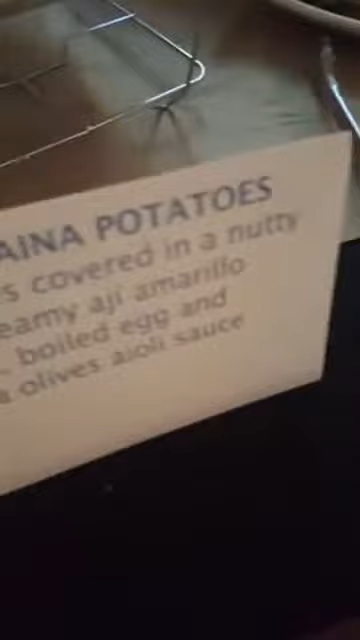 AINA POTATOES
s covered in a nutty
eamy aji amarillo
boiled egg and
a olives aioli sauce